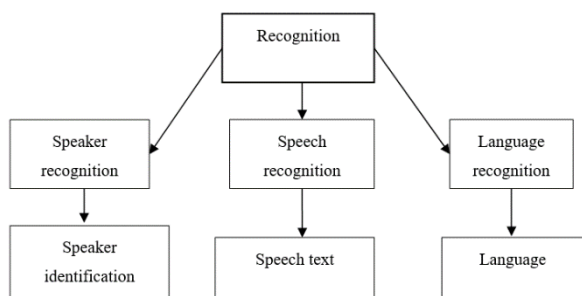 Recognition
Speaker
recognition
Speech
recognition
Language
recognition
Speaker
identification
Speech text
Language